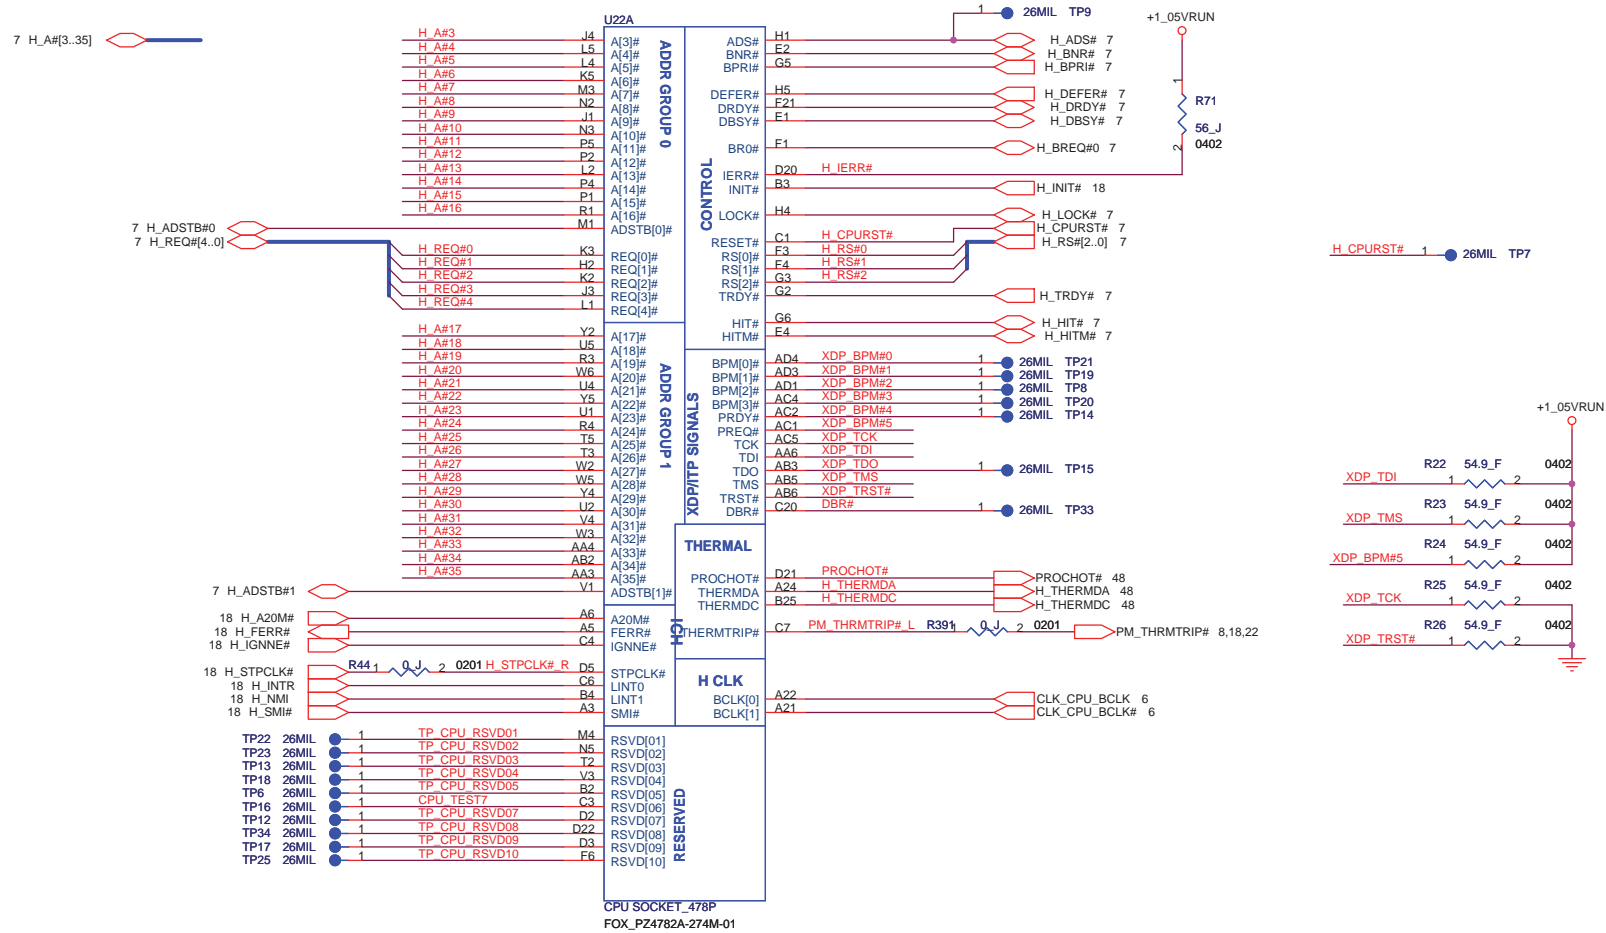 U22A
7 H_A#[3..35]
H_A#3 J4 A[3]#
H_A#4 L5 A[4]#
H_A#5 L4 A[5]#
H_A#6 K5 A[6]#
H_A#7 M3 A[7]#
H_A#8 N2 A[8]#
H_A#9 J1 A[9]#
H_A#10 N3 A[10]#
H_A#11 P5 A[11]#
H_A#12 P2 A[12]#
H_A#13 L2 A[13]#
H_A#14 P4 A[14]#
H_A#15 P1 A[15]#
H_A#16 R1 A[16]#
7 H_ADSTB#0 M1 ADSTB[0]#
7 H_REQ#[4..0]
H_REQ#0 K3 REQ[0]#
H_REQ#1 H2 REQ[1]#
H_REQ#2 K2 REQ[2]#
H_REQ#3 J3 REQ[3]#
H_REQ#4 L1 REQ[4]#
ADDR GROUP 0
H_A#17 Y2 A[17]#
H_A#18 U5 A[18]#
H_A#19 R3 A[19]#
H_A#20 W6 A[20]#
H_A#21 U4 A[21]#
H_A#22 Y5 A[22]#
H_A#23 U1 A[23]#
H_A#24 R4 A[24]#
H_A#25 T5 A[25]#
H_A#26 T3 A[26]#
H_A#27 W2 A[27]#
H_A#28 W5 A[28]#
H_A#29 Y4 A[29]#
H_A#30 U2 A[30]#
H_A#31 V4 A[31]#
H_A#32 W3 A[32]#
H_A#33 AA4 A[33]#
H_A#34 AB2 A[34]#
H_A#35 AA3 A[35]#
7 H_ADSTB#1 V1 ADSTB[1]#
ADDR GROUP 1
18 H_A20M# A6 A20M#
18 H_FERR# A5 FERR#
18 H_IGNNE# C4 IGNNE#
ICH
18 H_STPCLK# R44 1 0_J 2 0201 H_STPCLK#_R D5 STPCLK#
18 H_INTR C6 LINT0
18 H_NMI B4 LINT1
18 H_SMI# A3 SMI#
TP22 26MIL 1 TP_CPU_RSVD01 M4 RSVD[01]
TP23 26MIL 1 TP_CPU_RSVD02 N5 RSVD[02]
TP13 26MIL 1 TP_CPU_RSVD03 T2 RSVD[03]
TP18 26MIL 1 TP_CPU_RSVD04 V3 RSVD[04]
TP6 26MIL 1 TP_CPU_RSVD05 B2 RSVD[05]
TP16 26MIL 1 CPU_TEST7 C3 RSVD[06]
TP12 26MIL 1 TP_CPU_RSVD07 D2 RSVD[07]
TP34 26MIL 1 TP_CPU_RSVD08 D22 RSVD[08]
TP17 26MIL 1 TP_CPU_RSVD09 D3 RSVD[09]
TP25 26MIL 1 TP_CPU_RSVD10 F6 RSVD[10]
RESERVED
CPU SOCKET_478P
FOX_PZ4782A-274M-01
1 26MIL TP9
ADS# H1 H_ADS# 7
BNR# E2 H_BNR# 7
BPRI# G5 H_BPRI# 7
DEFER# H5 H_DEFER# 7
DRDY# F21 H_DRDY# 7
DBSY# E1 H_DBSY# 7
BR0# F1 H_BREQ#0 7
IERR# D20 H_IERR#
INIT# B3 H_INIT# 18
LOCK# H4 H_LOCK# 7
RESET# C1 H_CPURST# H_CPURST# 7
RS[0]# F3 H_RS#0 H_RS#[2..0] 7
RS[1]# F4 H_RS#1
RS[2]# G3 H_RS#2
TRDY# G2 H_TRDY# 7
HIT# G6 H_HIT# 7
HITM# E4 H_HITM# 7
CONTROL
BPM[0]# AD4 XDP_BPM#0 1 26MIL TP21
BPM[1]# AD3 XDP_BPM#1 1 26MIL TP19
BPM[2]# AD1 XDP_BPM#2 1 26MIL TP8
BPM[3]# AC4 XDP_BPM#3 1 26MIL TP20
PRDY# AC2 XDP_BPM#4 1 26MIL TP14
PREQ# AC1 XDP_BPM#5
TCK AC5 XDP_TCK
TDI AA6 XDP_TDI
TDO AB3 XDP_TDO 1 26MIL TP15
TMS AB5 XDP_TMS
TRST# AB6 XDP_TRST#
DBR# C20 DBR# 1 26MIL TP33
XDP/ITP SIGNALS
THERMAL
PROCHOT# D21 PROCHOT# PROCHOT# 48
THERMDA A24 H_THERMDA H_THERMDA 48
THERMDC B25 H_THERMDC H_THERMDC 48
THERMTRIP# C7 PM_THRMTRIP#_L R391 1 0_J 2 0201 PM_THRMTRIP# 8,18,22
H CLK
BCLK[0] A22 CLK_CPU_BCLK 6
BCLK[1] A21 CLK_CPU_BCLK# 6
+1_05VRUN
1
R71
56_J
2 0402
H_CPURST# 1 26MIL TP7
+1_05VRUN
R22 54.9_F 0402
XDP_TDI 1 2
R23 54.9_F 0402
XDP_TMS 1 2
R24 54.9_F 0402
XDP_BPM#5 1 2
R25 54.9_F 0402
XDP_TCK 1 2
R26 54.9_F 0402
XDP_TRST# 1 2